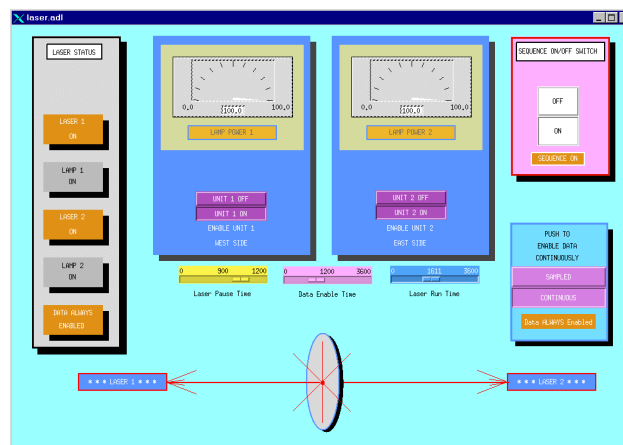 laser.adl
LASER STATUS
LASER 1
ON
LAMP 1
ON
LASER 2
ON
LAMP 2
ON
DATA ALWAYS
ENABLED
0.0
100.0
100.0
LAMP POWER 1
UNIT 1 OFF
UNIT 1 ON
ENABLE UNIT 1
WEST SIDE
0.0
100.0
100.0
LAMP POWER 2
UNIT 2 OFF
UNIT 2 ON
ENABLE UNIT 2
EAST SIDE
SEQUENCE ON/OFF SWITCH
OFF
ON
SEQUENCE ON
0 900 1200
Laser Pause Time
0 1200 3600
Data Enable Time
0 1611 3600
Laser Run Time
PUSH TO
ENABLE DATA
CONTINUOUSLY
SAMPLED
CONTINUOUS
Data ALWAYS Enabled
* * * LASER 1 * * *
* * * LASER 2 * * *